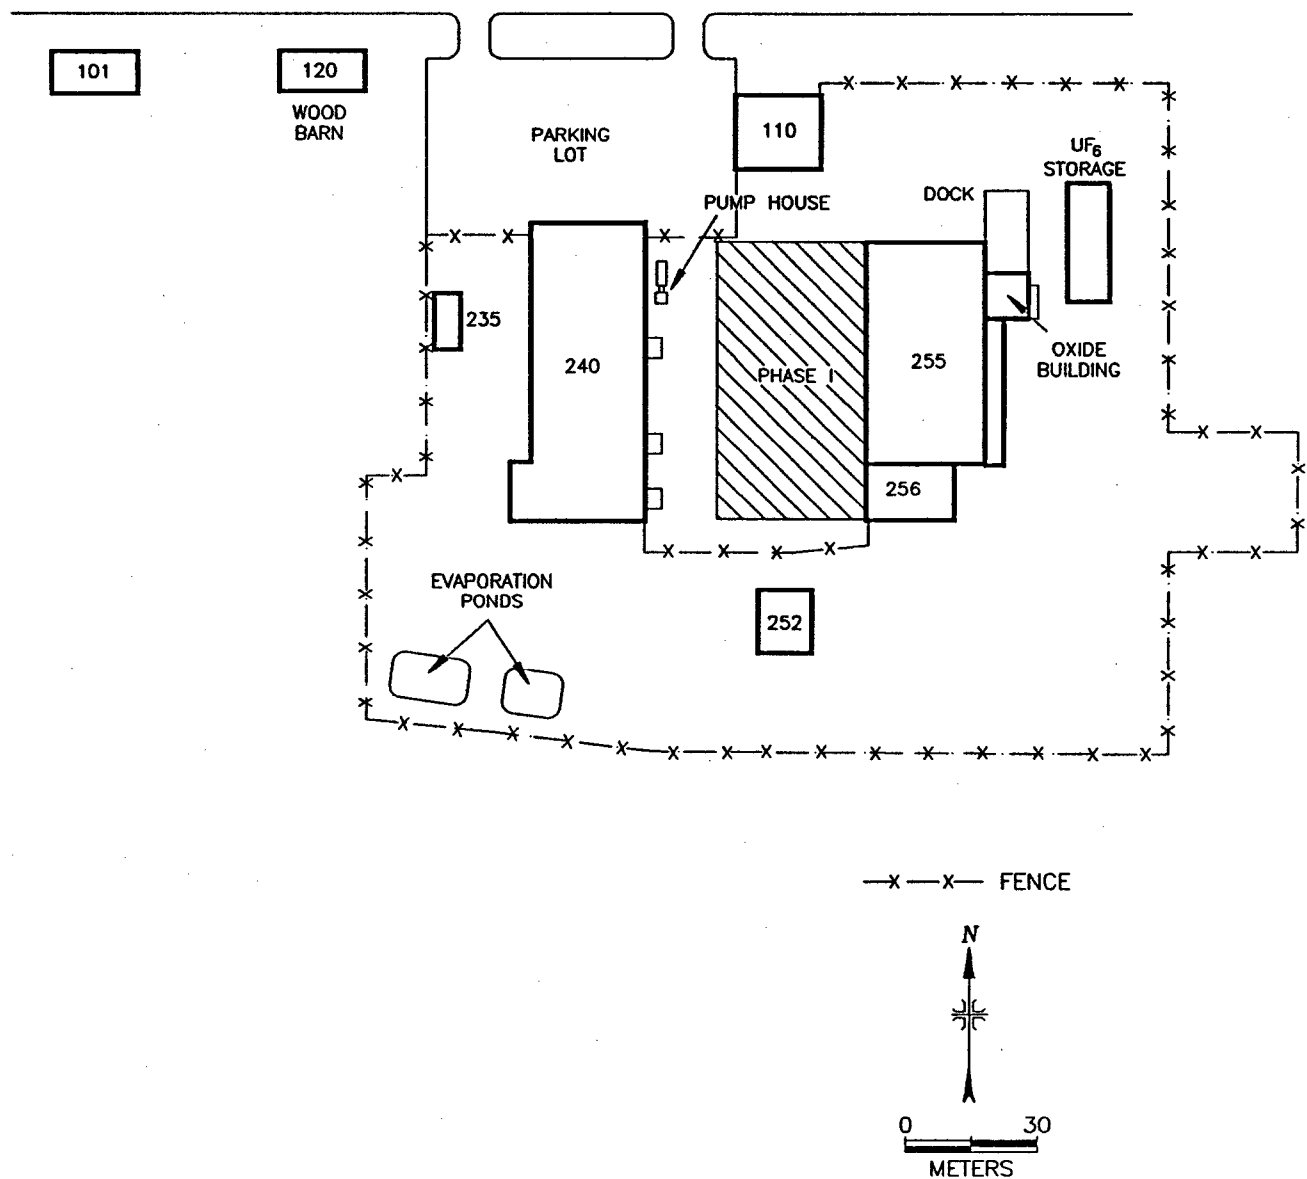 101
120
WOOD
BARN
PARKING
LOT
110
UF6
STORAGE
DOCK
PUMP HOUSE
235
240
PHASE I
255
OXIDE
BUILDING
256
EVAPORATION
PONDS
252
FENCE
N
0 30
METERS